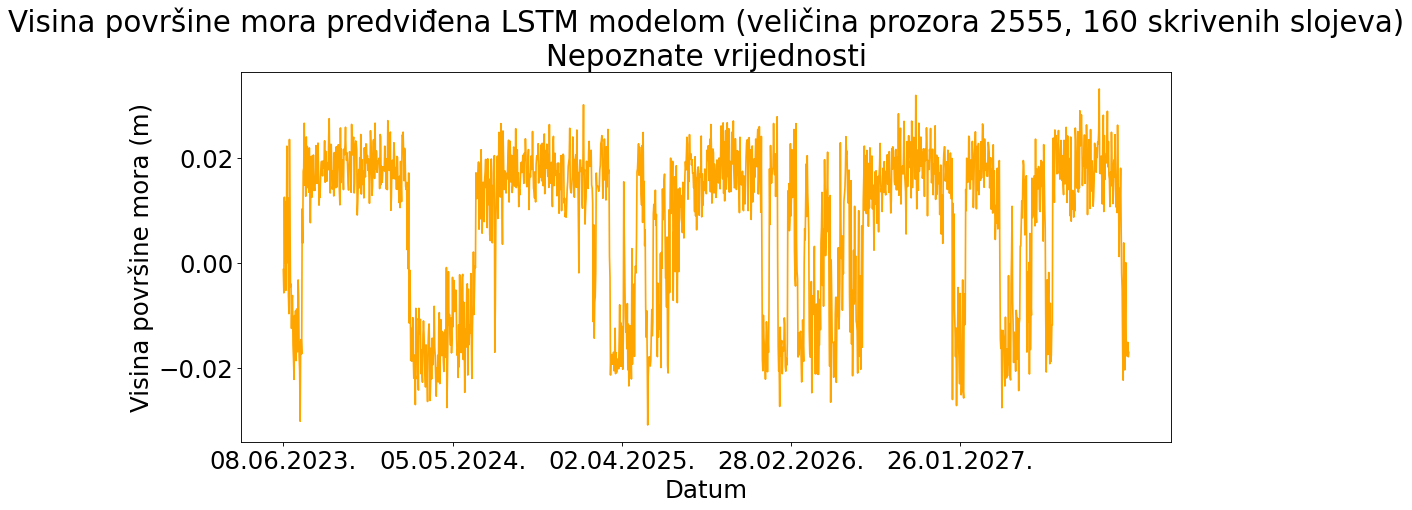 Visina površine mora predviđena LSTM modelom (veličina prozora 2555, 160 skrivenih slojeva)
Nepoznate vrijednosti
Visina površine mora (m)
0.02
0.00
−0.02
08.06.2023. 05.05.2024. 02.04.2025. 28.02.2026. 26.01.2027.
Datum